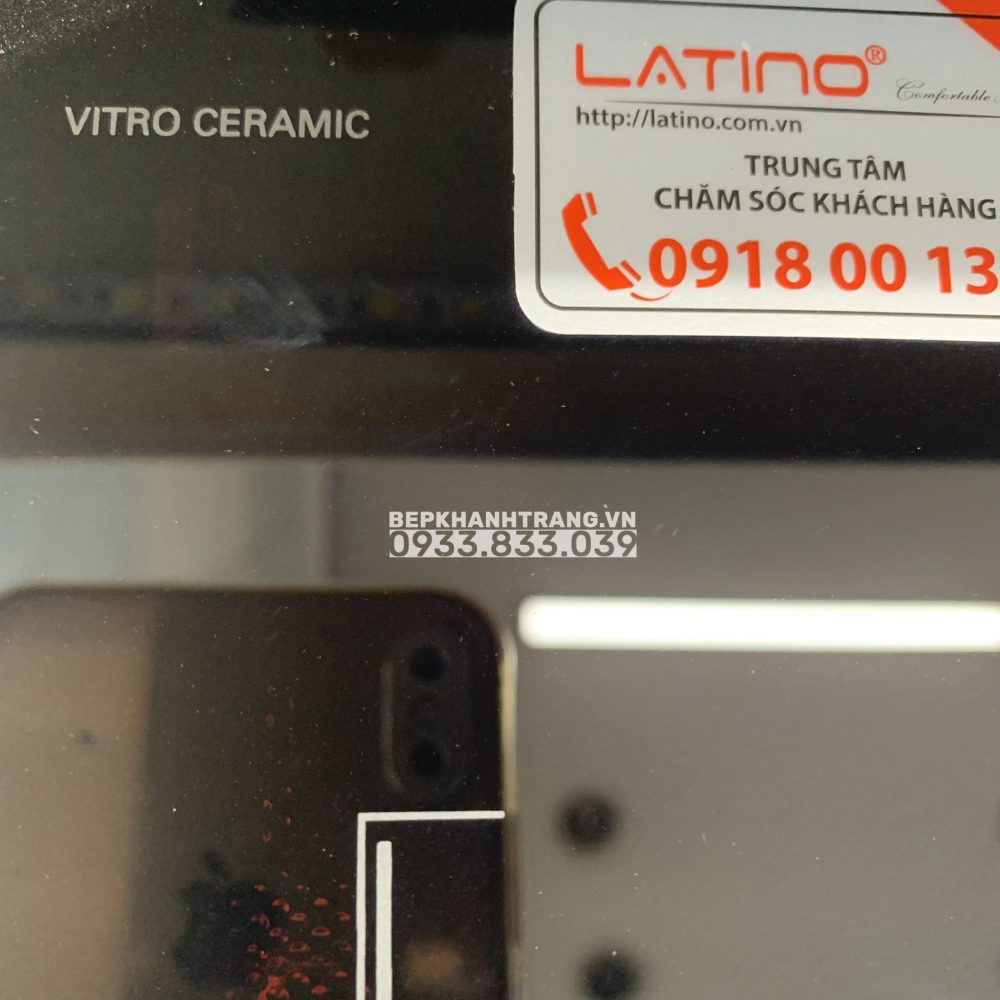 VITRO CERAMIC
LATINO®
Comfortable
http://latino.com.vn
TRUNG TÂM
CHĂM SÓC KHÁCH HÀNG
0918 00 13
BEPKHANHTRANG.VN
0933.833.039